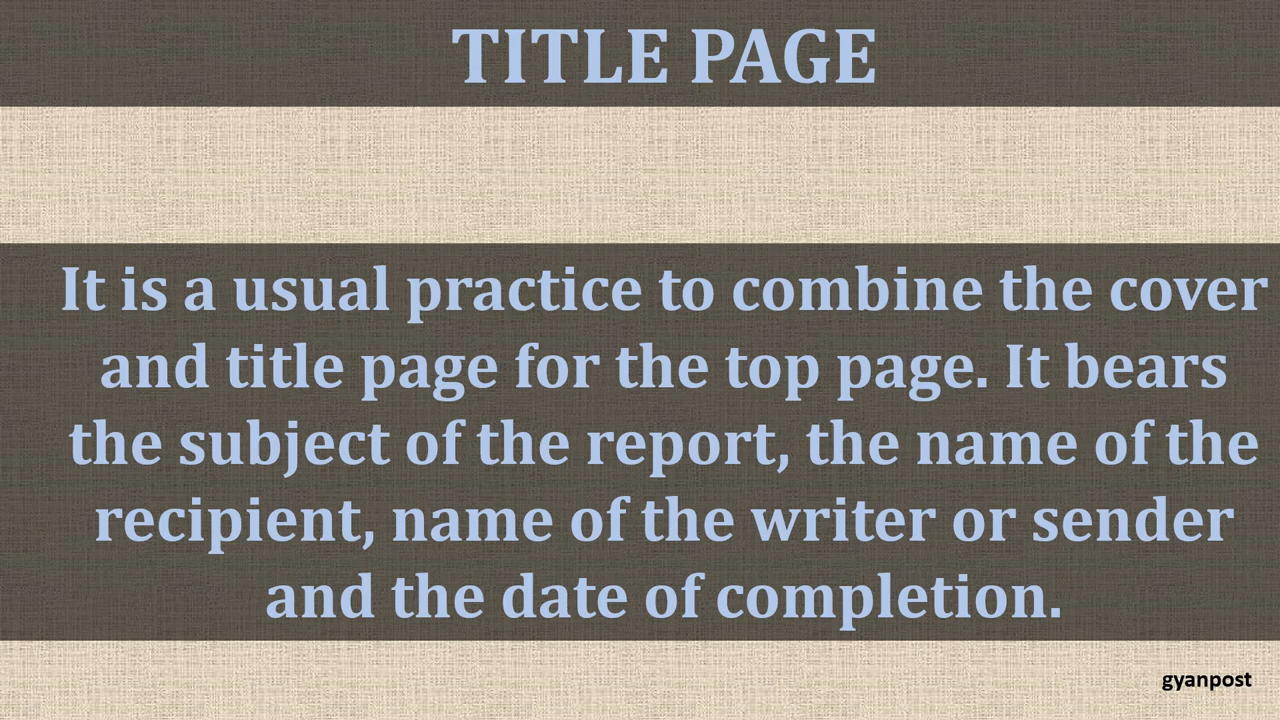 TITLE PAGE
It is a usual practice to combine the cover
and title page for the top page. It bears
the subject of the report, the name of the
recipient, name of the writer or sender
and the date of completion.
gyanpost